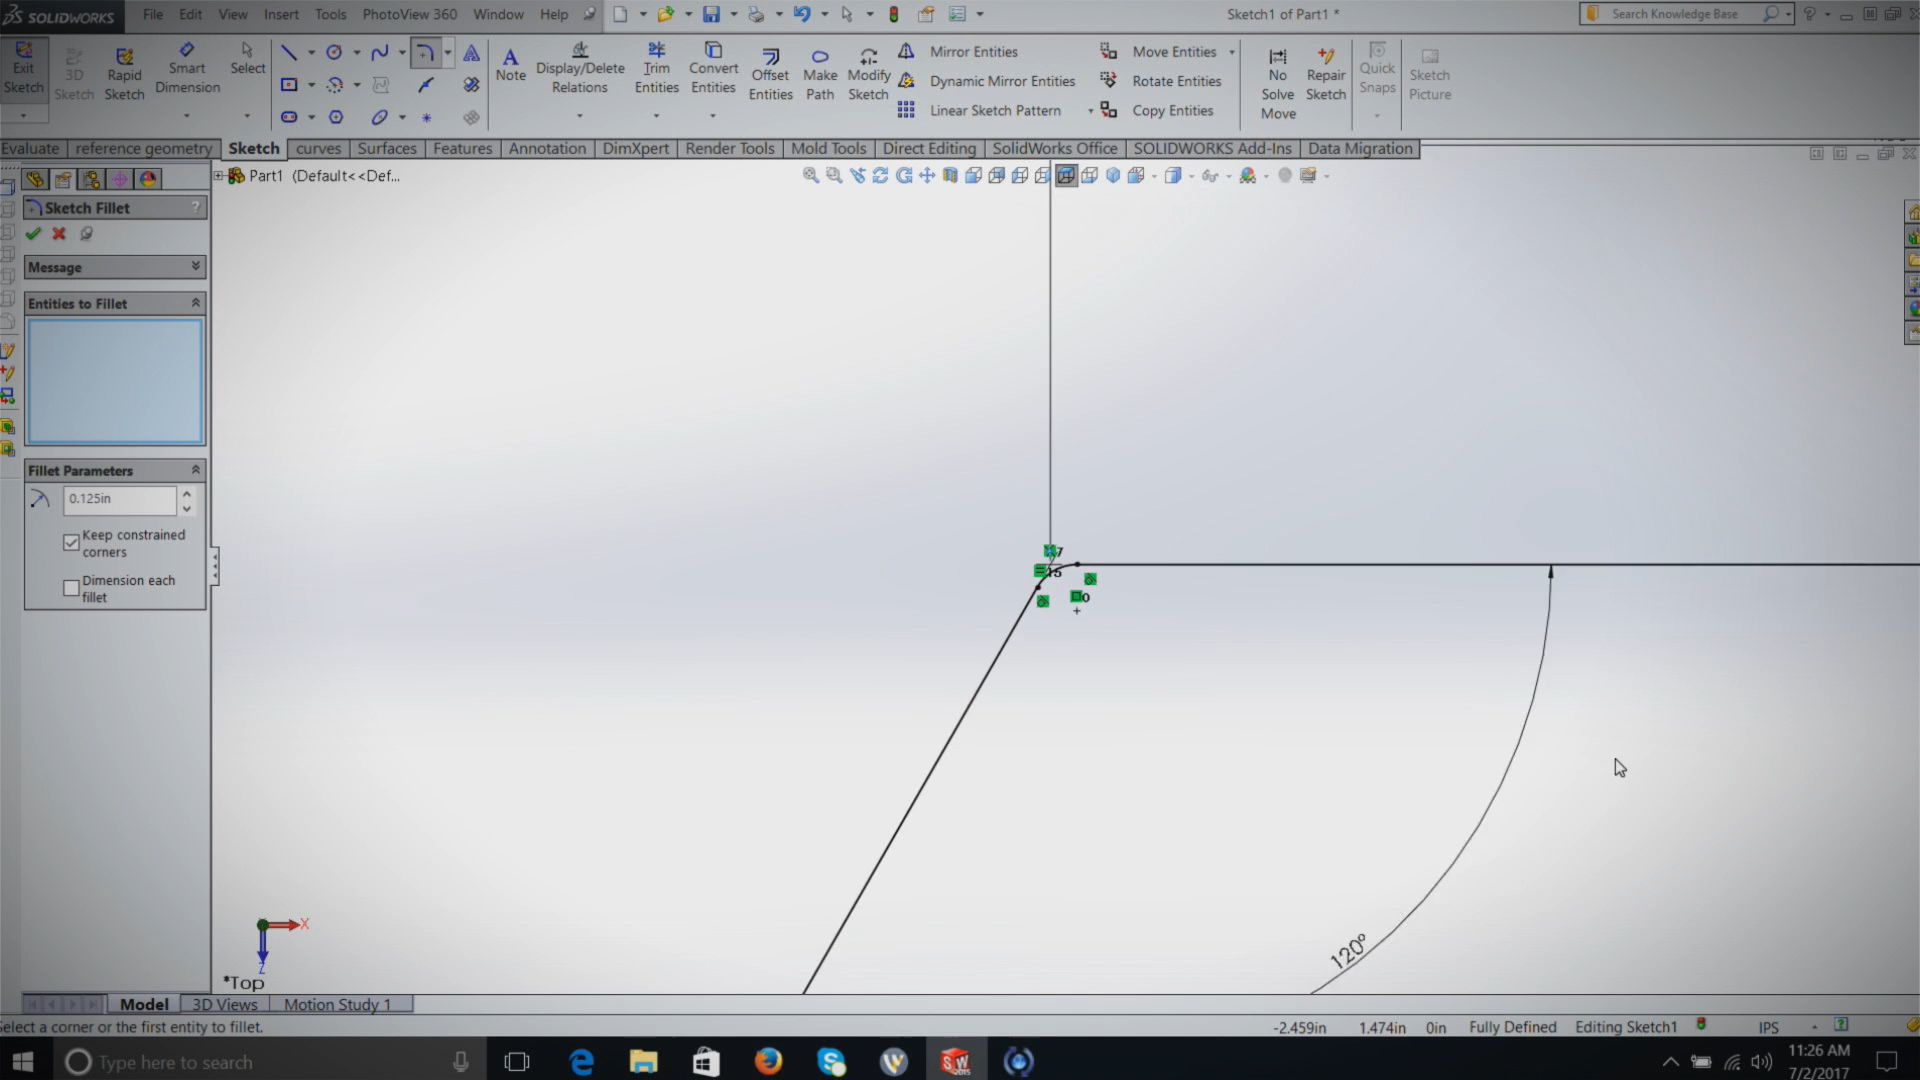 SOLIDWORKS File Edit View Insert Tools PhotoView 360 Window Help Sketch1 of Part1 * Search Knowledge Base ?
Exit Sketch
3D Sketch
Rapid Sketch
Smart Dimension
Select
Note
Display/Delete Relations
Trim Entities
Convert Entities
Offset Entities
Make Path
Modify Sketch
Mirror Entities
Dynamic Mirror Entities
Linear Sketch Pattern
Move Entities
Rotate Entities
Copy Entities
No Solve Move
Repair Sketch
Quick Snaps
Sketch Picture
Evaluate reference geometry Sketch curves Surfaces Features Annotation DimXpert Render Tools Mold Tools Direct Editing SolidWorks Office SOLIDWORKS Add-Ins Data Migration
Part1 (Default<<Def...
Sketch Fillet ?
Message
Entities to Fillet
Fillet Parameters
0.125in
Keep constrained
corners
Dimension each
fillet
7
15
0
120°
X
Z
*Top
Model 3D Views Motion Study 1
Select a corner or the first entity to fillet. -2.459in 1.474in 0in Fully Defined Editing Sketch1 IPS ?
Type here to search
SW
2015
11:26 AM
7/2/2017